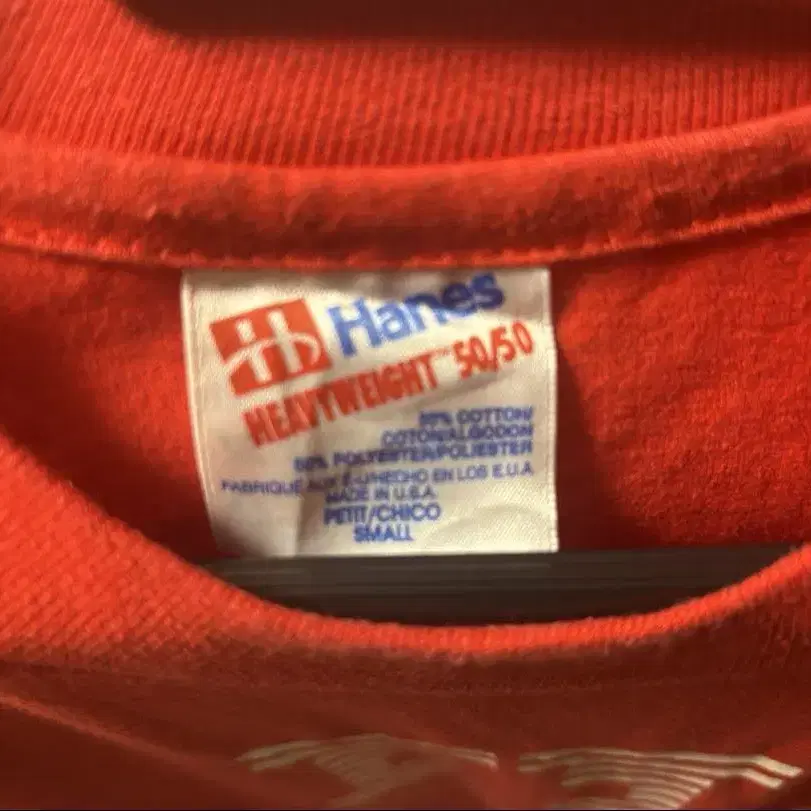 Hanes
HEAVYWEIGHT™ 50/50
50% COTTON/
COTON/ALGODON
50% POLYESTER/POLIESTER
FABRIQUÉ AUX É-U/HECHO EN LOS E.U.A.
MADE IN U.S.A.
PETIT/CHICO
SMALL